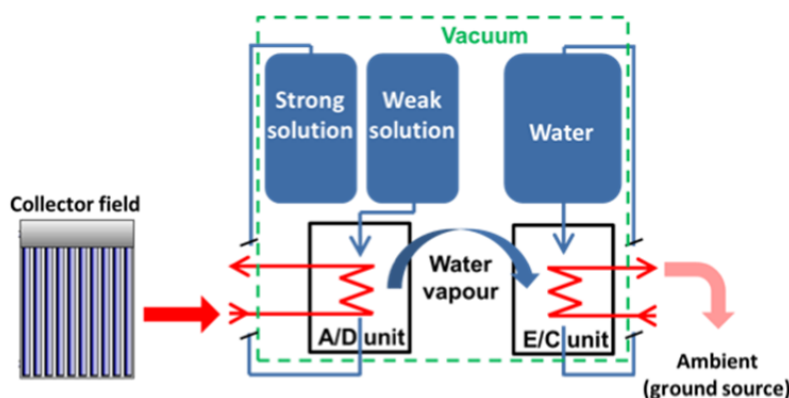 Vacuum
Strong
solution
Weak
solution
Water
Collector field
Water
vapour
A/D unit
E/C unit
Ambient
(ground source)